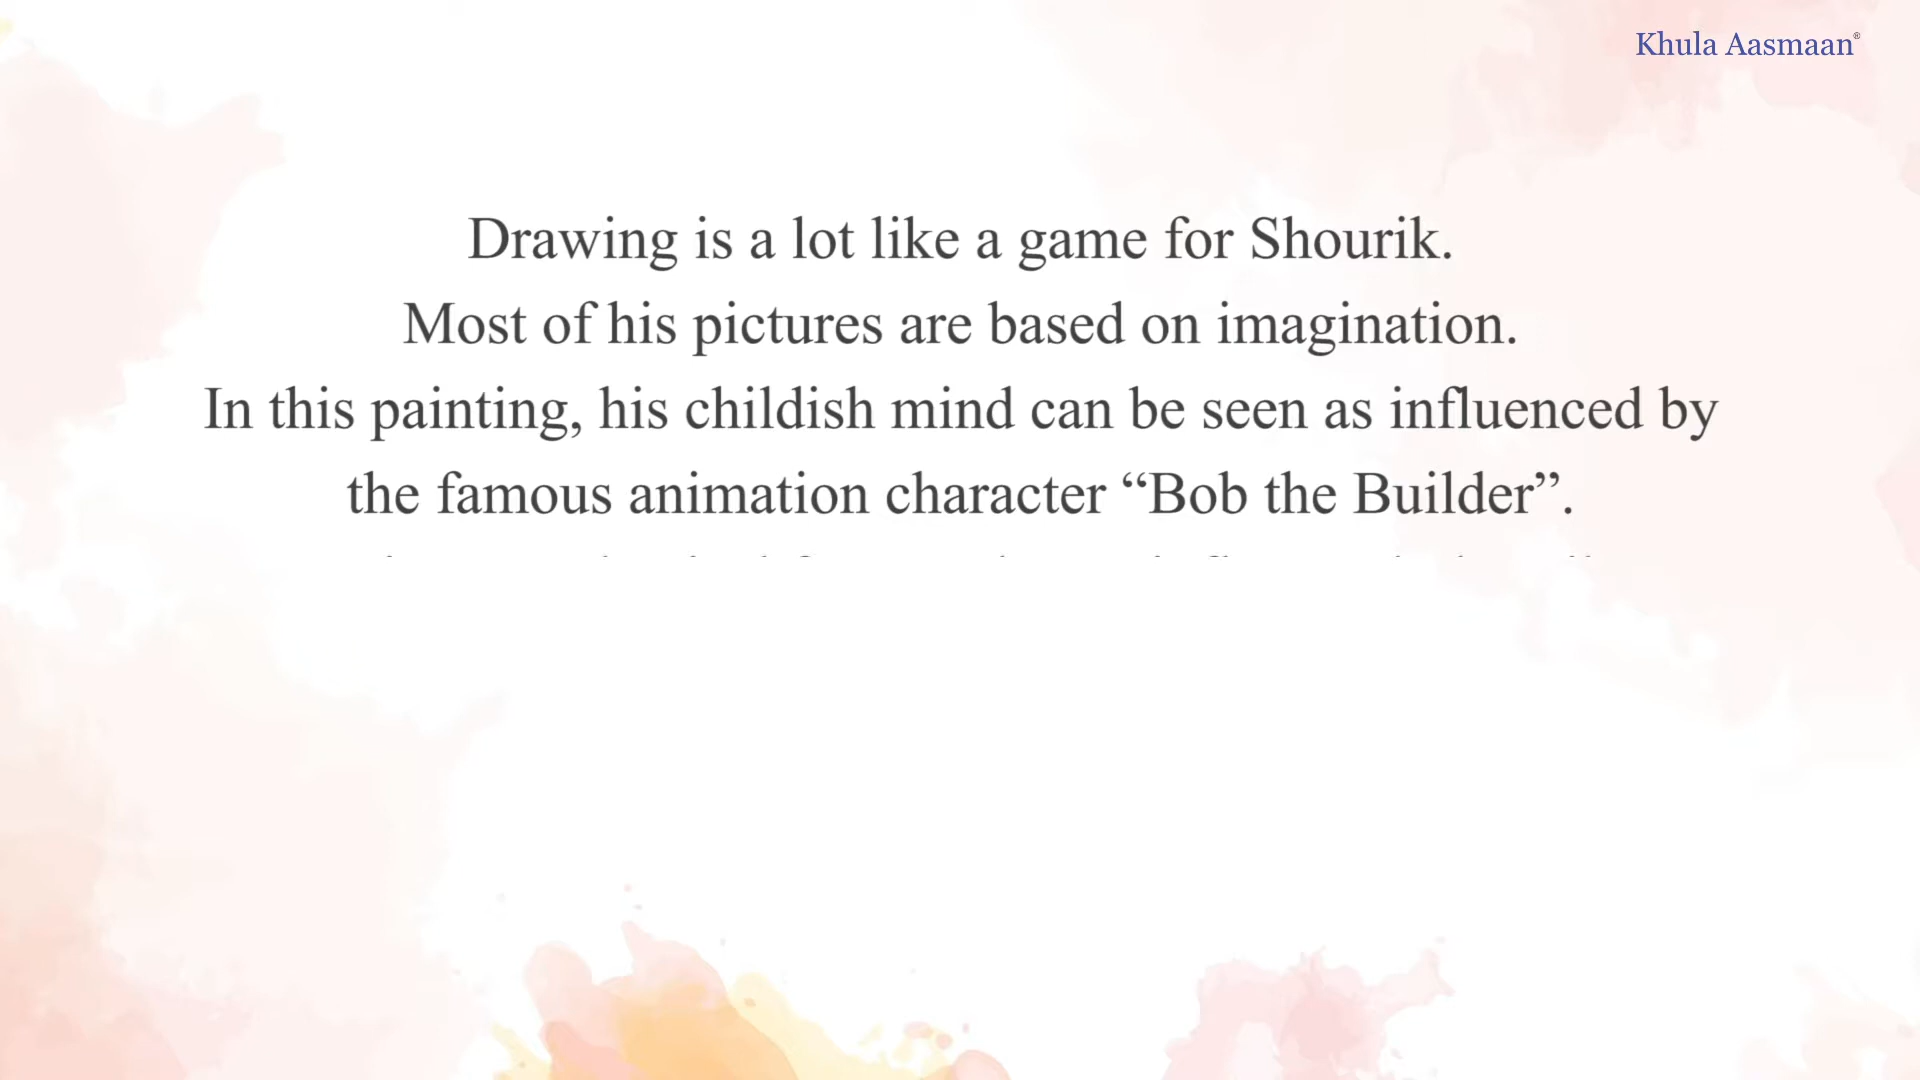 Khula Aasmaan®
Drawing is a lot like a game for Shourik.
Most of his pictures are based on imagination.
In this painting, his childish mind can be seen as influenced by
the famous animation character “Bob the Builder”.